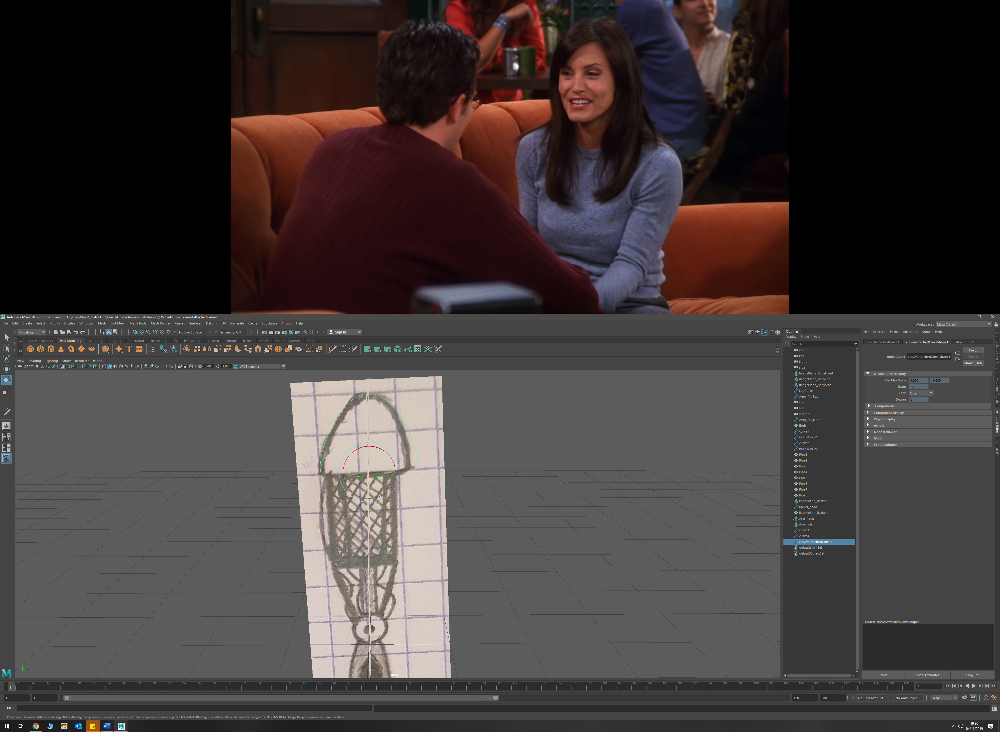 Autodesk Maya 2019 - Student Version: D:\Files\Work\Bristol Uni\Year 3\Character-and-Set-Design\CW1.mb* --- curve4attachedCurve1
File Edit Create Select Modify Display Windows Mesh Edit Mesh Mesh Tools Mesh Display Curves Surfaces Deform UV Generate Cache Substance Arnold Help
Workspace: Maya Classic*
Modeling No Live Surface Symmetry: Off Sign In
Curves / Surfaces Poly Modeling Sculpting Rigging Animation Rendering FX FX Caching Custom Arnold Bifrost MASH Motion Graphics XGen
SVG
0,0,0
View Shading Lighting Show Renderer Panels
0.00 1.00 sRGB gamma
persp
Outliner
Display Show Help
Search...
persp
top
front
side
imagePlane_BodyFront
imagePlane_BodyTop
imagePlane_BodySide
LegCurve
Aero_fin_top
back
left
bottom
Aero_fin_front
Body
curve1
nurbsCircle1
curve2
nurbsCircle2
Pipe1
Pipe2
Pipe3
Pipe4
Pipe5
Pipe6
Pipe7
Pipe8
Badminton_Racket
racket_head
Badminton_Racket1
Arm_front
Arm_side
curve3
curve4
curve4attachedCurve1
defaultLightSet
defaultObjectSet
List Selected Focus Attributes Show Help
curve4attachedCurve1 curve4attachedCurveShape1 attachCurve1
nurbsCurve: curve4attachedCurveShape1
Focus
Presets
Show Hide
NURBS Curve History
Min Max Value 0.000 10.000
Spans 12
Form Open
Degree 3
Components
Component Display
Object Display
Arnold
Node Behavior
UUID
Extra Attributes
Notes: curve4attachedCurveShape1
Select Load Attributes Copy Tab
Channel Box / Layer Editor
Modeling Toolkit
Attribute Editor
Human IK
1 2 4 6 8 10 12 14 16 18 20 22 24 26 28 30 32 34 36 38 40 42 44 46 48 50 52 54 56 58 60 62 64 66 68 70 72 74 76 78 80 82 84 86 88 90 92 94 96 98 100 102 104 106 108 110 112 114 116 118 120 1
1 1 1 120 120 200 No Character Set No Anim Layer 24 fps
MEL
Rotate Tool: Use manipulator to rotate object(s). Shift+drag manipulator axis or plane handles to extrude components or clone objects. Ctrl+Shift+LMB+drag to constrain rotation to connected edges. Use D or INSERT to change the pivot position and axis orientation.
19:30
04/11/2019